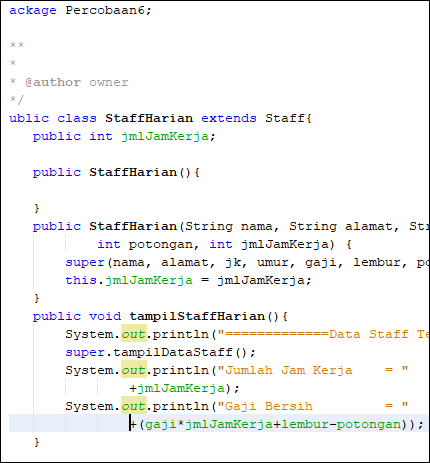 ackage Percobaan6;
**
*
* @author owner
*/
ublic class StaffHarian extends Staff{
public int jmlJamKerja;
public StaffHarian(){
}
public StaffHarian(String nama, String alamat, St
int potongan, int jmlJamKerja) {
super(nama, alamat, jk, umur, gaji, lembur, po
this.jmlJamKerja = jmlJamKerja;
}
public void tampilStaffHarian(){
System.out.println("=============Data Staff Te
super.tampilDataStaff();
System.out.println("Jumlah Jam Kerja    = "
+jmlJamKerja);
System.out.println("Gaji Bersih         = "
+(gaji*jmlJamKerja+lembur-potongan));
}